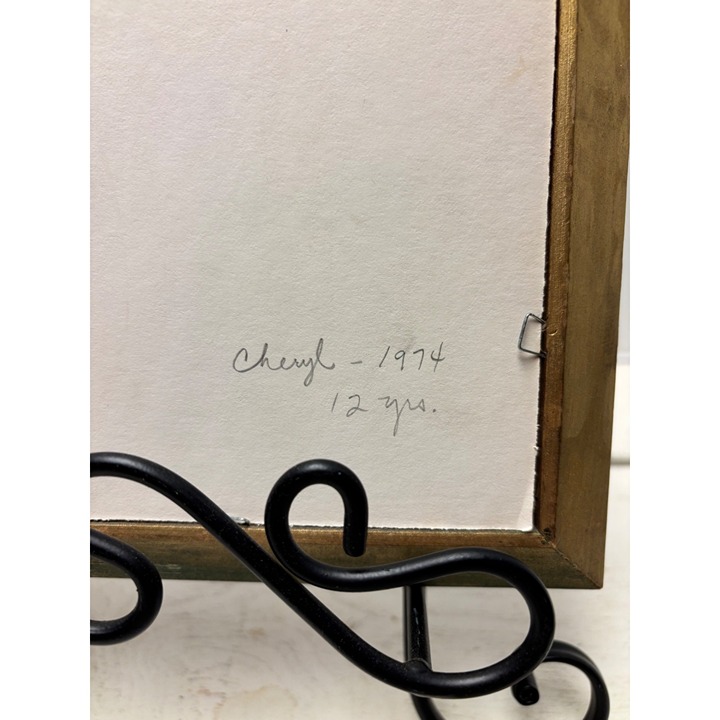 Cheryl - 1974
12 yrs.